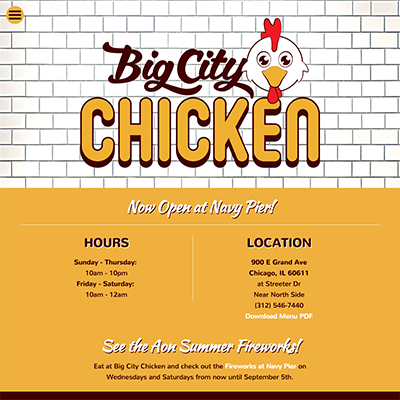 Big City
CHICKEN
Now Open at Navy Pier!
HOURS
Sunday - Thursday:
10am - 10pm
Friday - Saturday:
10am - 12am
LOCATION
900 E Grand Ave
Chicago, IL 60611
at Streeter Dr
Near North Side
(312) 546-7440
Download Menu PDF
See the Aon Summer Fireworks!
Eat at Big City Chicken and check out the Fireworks at Navy Pier on
Wednesdays and Saturdays from now until September 5th.